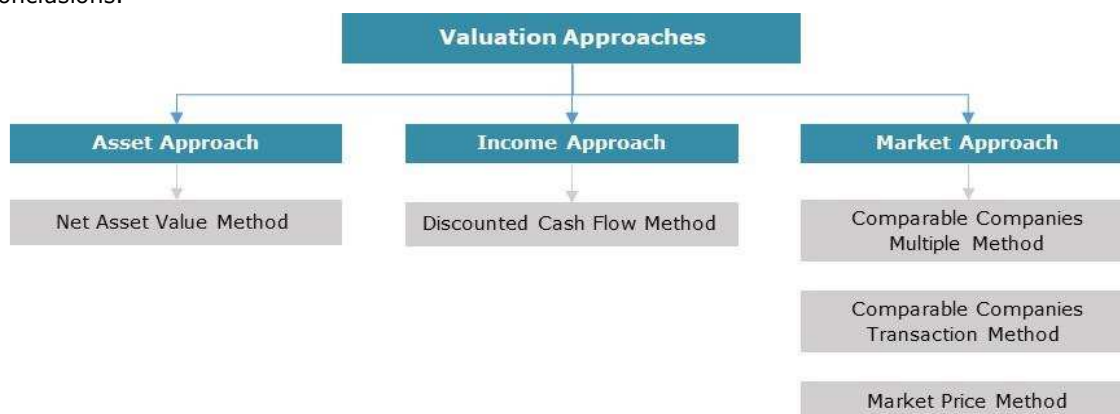 onclusions.
Valuation Approaches
Asset Approach
Income Approach
Market Approach
Net Asset Value Method
Discounted Cash Flow Method
Comparable Companies
Multiple Method
Comparable Companies
Transaction Method
Market Price Method